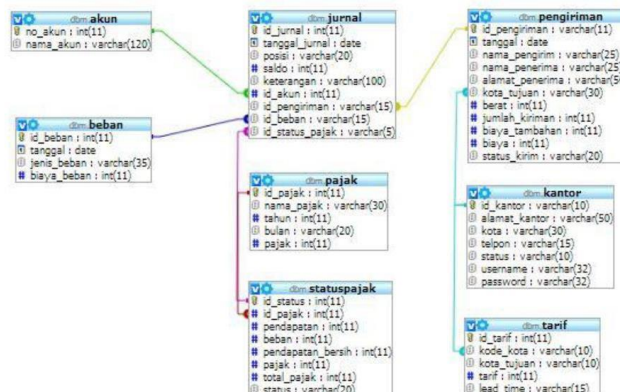 dbm akun
no_akun : int(11)
nama_akun : varchar(120)
dbm beban
id_beban : int(11)
tanggal : date
jenis_beban : varchar(35)
biaya_beban : int(11)
dbm jurnal
id_jurnal : int(11)
tanggal_jurnal : date
posisi : varchar(20)
saldo : int(11)
keterangan : varchar(100)
id_akun : int(11)
id_pengiriman : varchar(15)
id_beban : varchar(15)
id_status_pajak : varchar(5)
dbm pajak
id_pajak : int(11)
nama_pajak : varchar(30)
tahun : int(11)
bulan : varchar(20)
pajak : int(11)
dbm statuspajak
id_status : int(11)
id_pajak : int(11)
pendapatan : int(11)
beban : int(11)
pendapatan_bersih : int(11)
pajak : int(11)
total_pajak : int(11)
status : varchar(20)
dbm pengiriman
id_pengiriman : varchar(11)
tanggal : date
nama_pengirim : varchar(25)
nama_penerima : varchar(25)
alamat_penerima : varchar(5
kota_tujuan : varchar(30)
berat : int(11)
jumlah_kiriman : int(11)
biaya_tambahan : int(11)
biaya : int(11)
status_kirim : varchar(20)
dbm kantor
id_kantor : varchar(10)
alamat_kantor : varchar(50)
kota : varchar(30)
telpon : varchar(15)
status : varchar(10)
username : varchar(32)
password : varchar(32)
dbm tarif
id_tarif : int(11)
kode_kota : varchar(10)
kota_tujuan : varchar(10)
tarif : int(11)
lead_time : varchar(15)